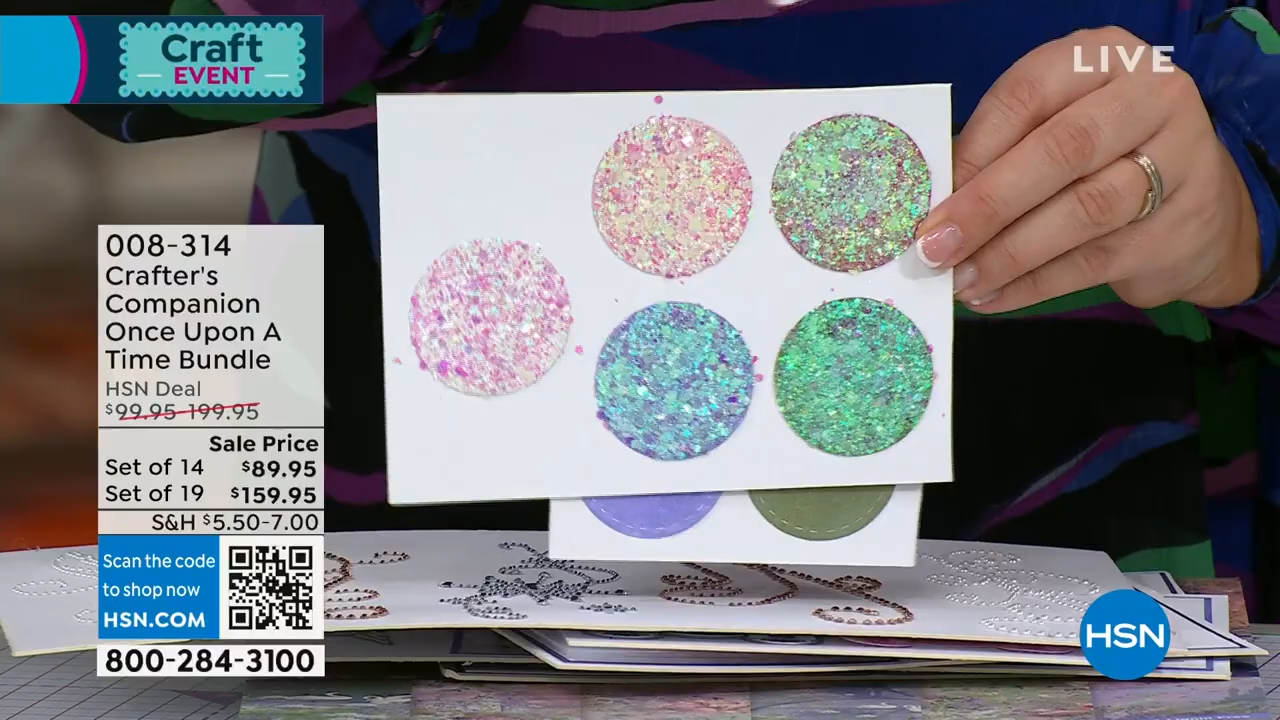 Craft
EVENT
LIVE
008-314
Crafter's
Companion
Once Upon A
Time Bundle
HSN Deal
$99.95-199.95
Sale Price
Set of 14 $89.95
Set of 19 $159.95
S&H $5.50-7.00
Scan the code
to shop now
HSN.COM
800-284-3100
HSN